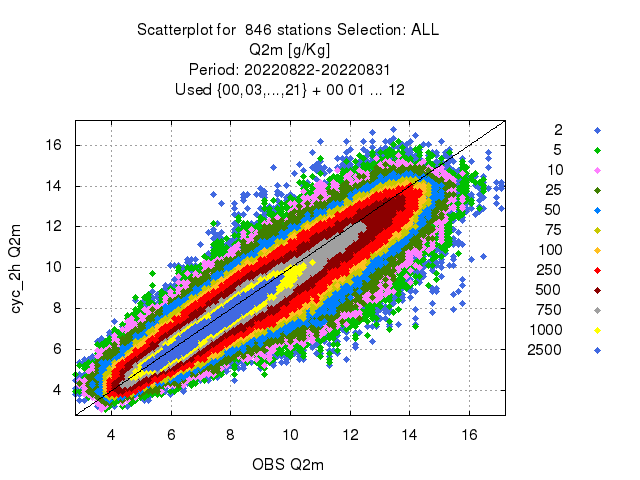 Scatterplot for 846 stations Selection: ALL
Q2m [g/Kg]
Period: 20220822-20220831
Used {00,03,...,21} + 00 01 ... 12
16
14
12
10
8
6
4
cyc_2h Q2m
4 6 8 10 12 14 16
OBS Q2m
2
5
10
25
50
75
100
250
500
750
1000
2500